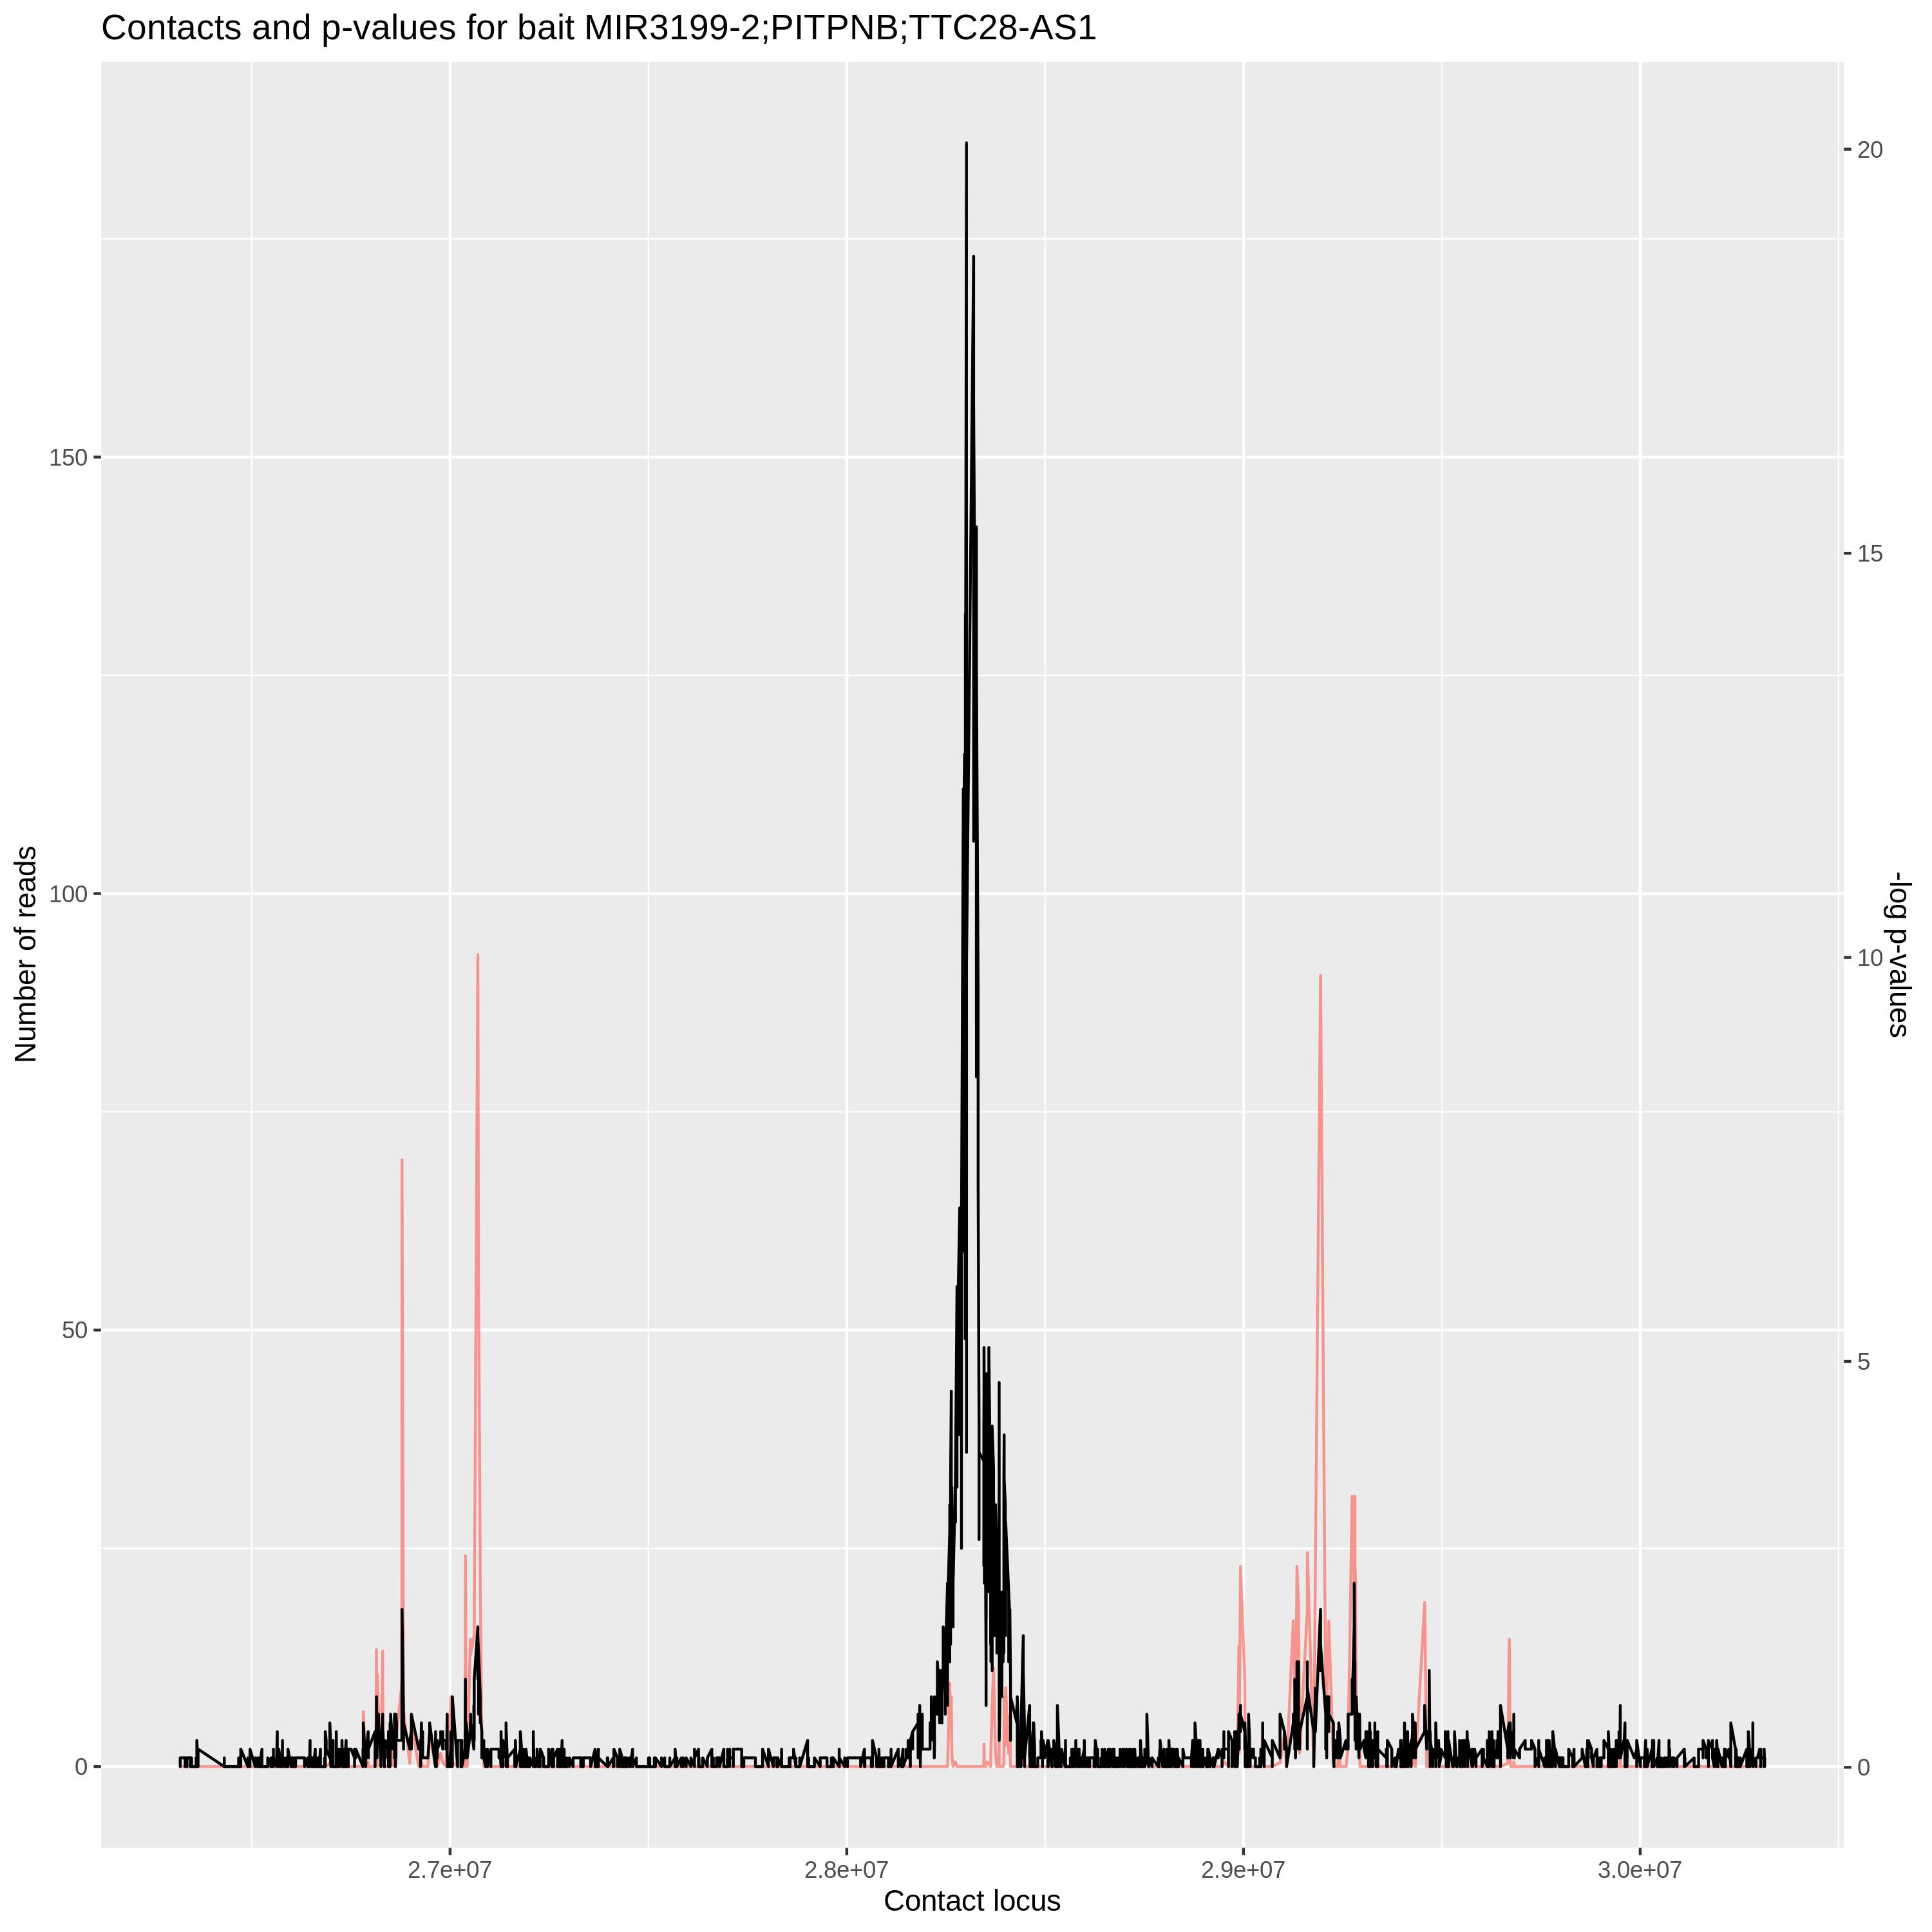 Contacts and p-values for bait MIR3199-2;PITPNB;TTC28-AS1
Number of reads
150
100
50
0
20
15
10
5
0
-log p-values
2.7e+07
2.8e+07
2.9e+07
3.0e+07
Contact locus